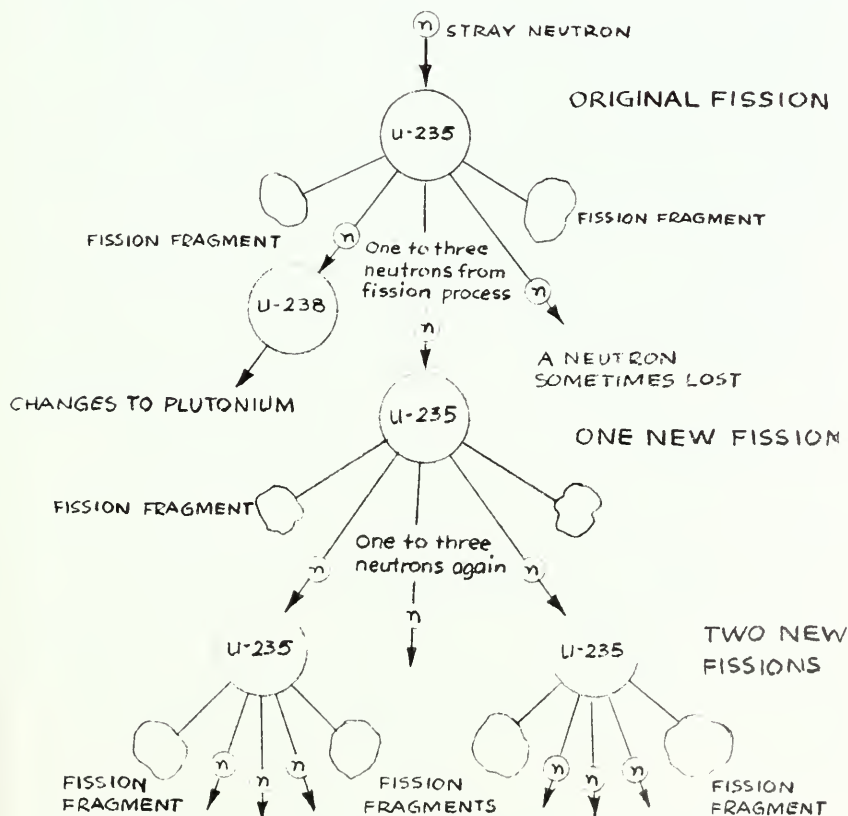 n STRAY NEUTRON
ORIGINAL FISSION
U-235
FISSION FRAGMENT
FISSION FRAGMENT
n
One to three
neutrons from
fission process
n
n
U-238
A NEUTRON
SOMETIMES LOST
CHANGES TO PLUTONIUM
U-235
ONE NEW FISSION
FISSION FRAGMENT
One to three
neutrons again
n
n
n
U-235
U-235
TWO NEW
FISSIONS
n
n
n
n
n
n
FISSION
FRAGMENT
FISSION
FRAGMENTS
FISSION
FRAGMENT